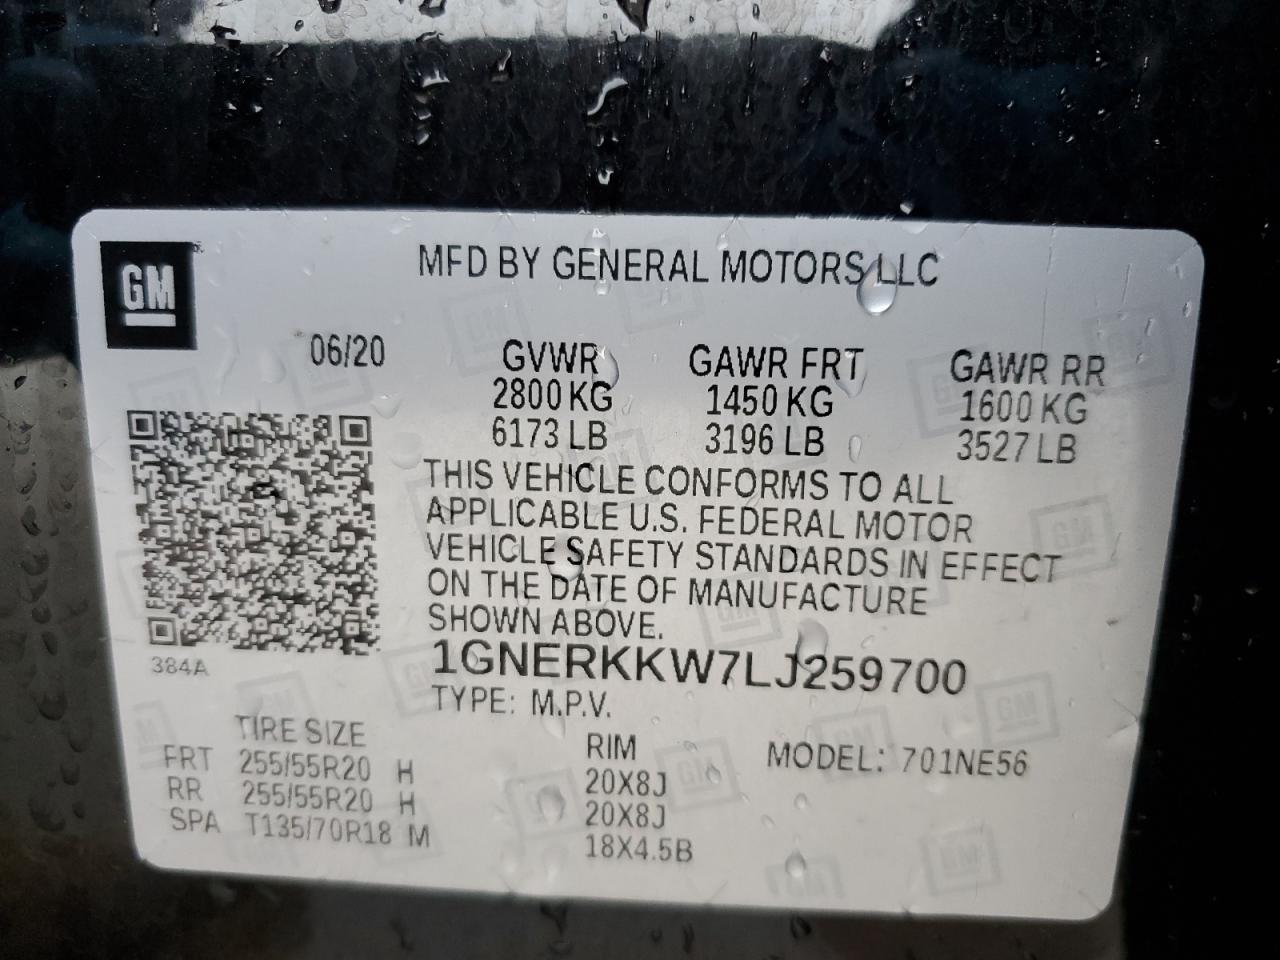 GM
MFD BY GENERAL MOTORS LLC
06/20
GVWR GAWR FRT GAWR RR
2800 KG 1450 KG 1600 KG
6173 LB 3196 LB 3527 LB
THIS VEHICLE CONFORMS TO ALL
APPLICABLE U.S. FEDERAL MOTOR
VEHICLE SAFETY STANDARDS IN EFFECT
ON THE DATE OF MANUFACTURE
SHOWN ABOVE.
1GNERKKW7LJ259700
384A
TYPE: M.P.V.
TIRE SIZE RIM MODEL: 701NE56
FRT 255/55R20 H 20X8J
RR 255/55R20 H 20X8J
SPA T135/70R18 M 18X4.5B